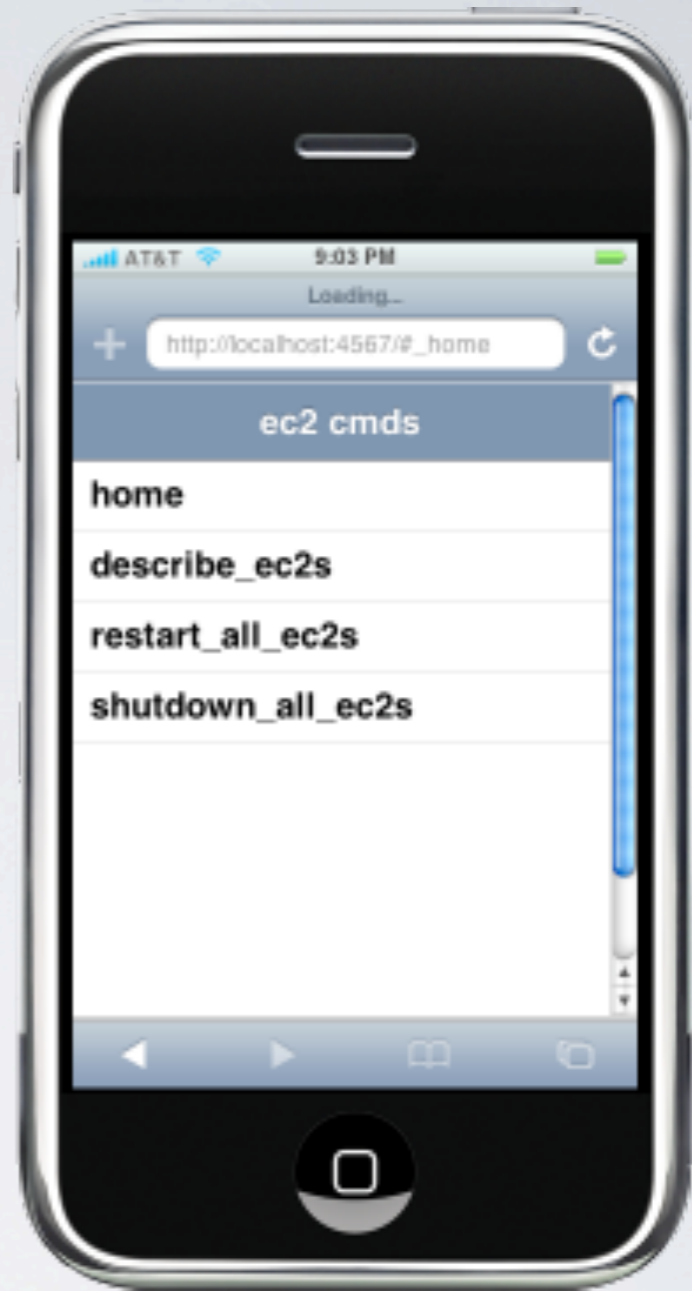 AT&T 9:03 PM
Loading...
http://localhost:4567/#_home
ec2 cmds
home
describe_ec2s
restart_all_ec2s
shutdown_all_ec2s